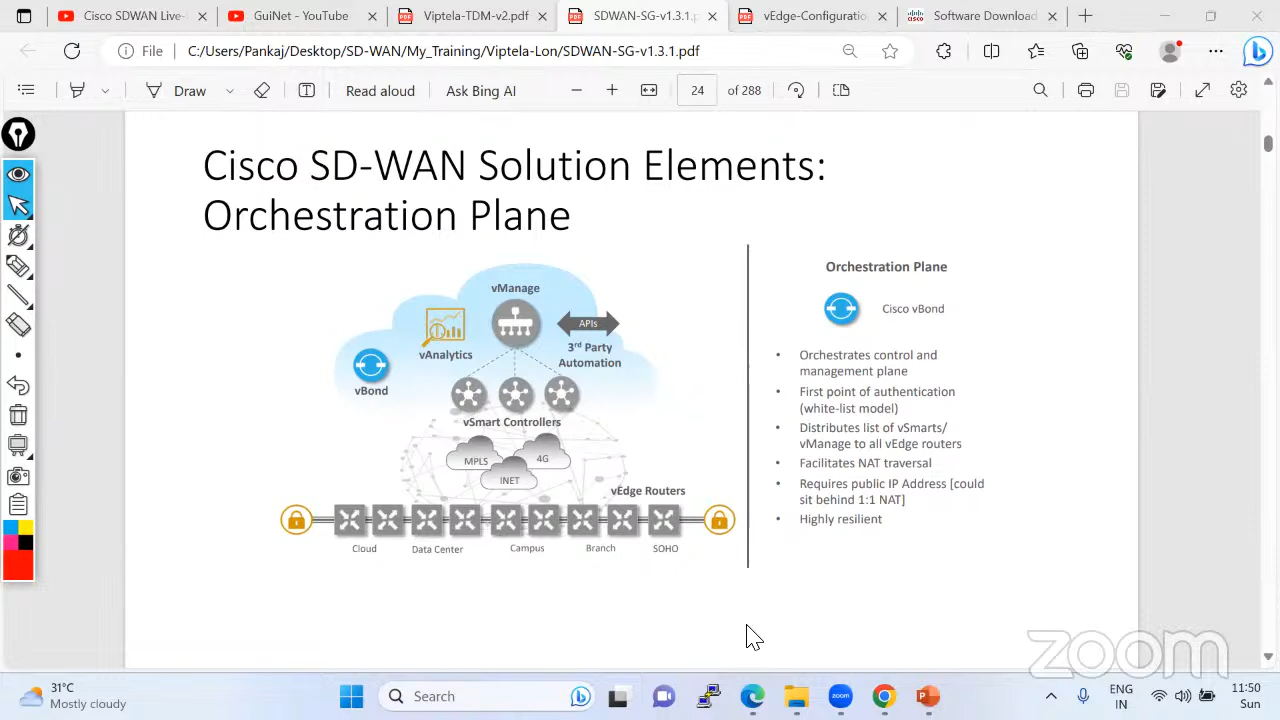 Cisco SDWAN Live-
GuiNet - YouTube
Viptela-TDM-v2.pdf
SDWAN-SG-v1.3.1.p
vEdge-Configuratio
Software Download
File
C:/Users/Pankaj/Desktop/SD-WAN/My_Training/Viptela-Lon/SDWAN-SG-v1.3.1.pdf
Draw
Read aloud
Ask Bing AI
24
of 288
Cisco SD-WAN Solution Elements:
Orchestration Plane
Orchestration Plane
Cisco vBond
vManage
APIs
3rd Party
Automation
vAnalytics
vBond
vSmart Controllers
MPLS
4G
INET
vEdge Routers
Cloud
Data Center
Campus
Branch
SOHO
• Orchestrates control and
management plane
• First point of authentication
(white-list model)
• Distributes list of vSmarts/
vManage to all vEdge routers
• Facilitates NAT traversal
• Requires public IP Address [could
sit behind 1:1 NAT]
• Highly resilient
zoom
31°C
Mostly cloudy
Search
zoom
ENG
IN
11:50
Sun